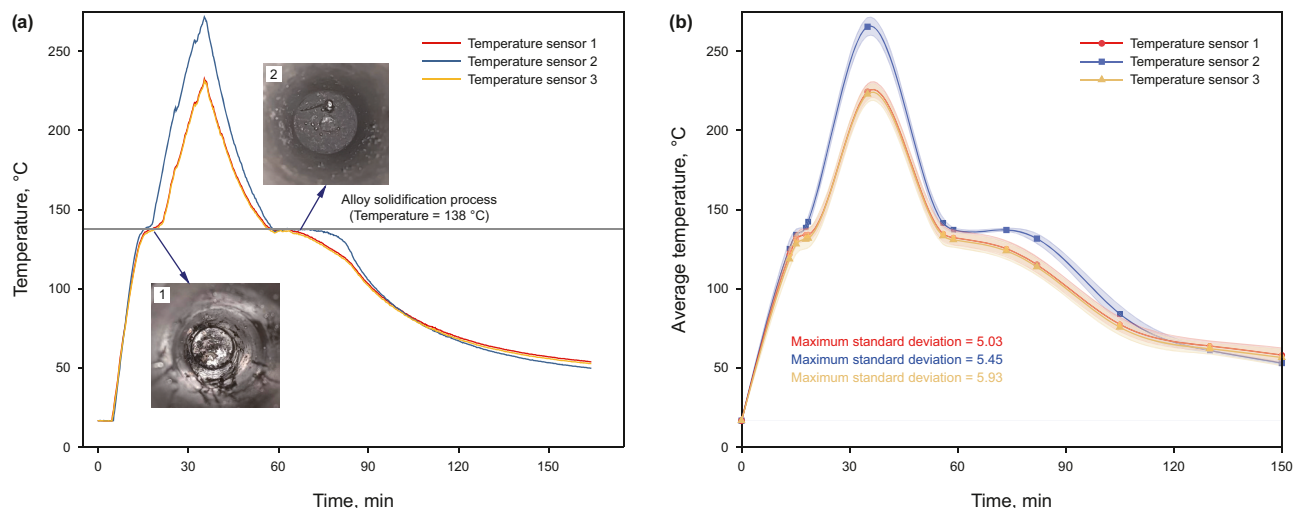 (a)
Temperature, °C
250
200
150
100
50
0
0
30
60
90
120
150
Time, min
Temperature sensor 1
Temperature sensor 2
Temperature sensor 3
2
Alloy solidification process
(Temperature = 138 °C)
1
(b)
Average temperature, °C
250
200
150
100
50
0
0
30
60
90
120
150
Time, min
Temperature sensor 1
Temperature sensor 2
Temperature sensor 3
Maximum standard deviation = 5.03
Maximum standard deviation = 5.45
Maximum standard deviation = 5.93